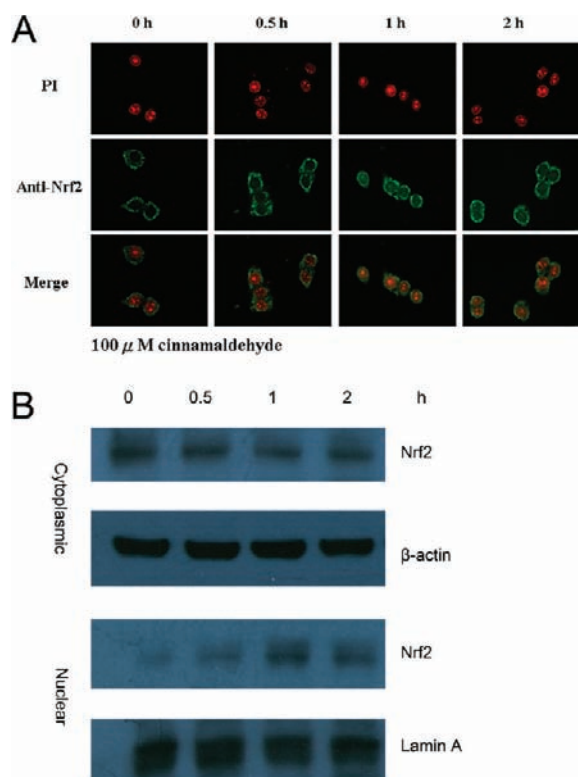 A
0 h 0.5 h 1 h 2 h
PI
Anti-Nrf2
Merge
100 μ M cinnamaldehyde
B
0 0.5 1 2 h
Cytoplasmic
Nrf2
β-actin
Nuclear
Nrf2
Lamin A